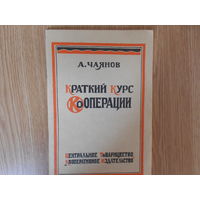 А. ЧАЯНОВ
КРАТКИЙ КУРС
КООПЕРАЦИИ
ЦЕНТРАЛЬНОЕ ТОВАРИЩЕСТВО
КООПЕРАТИВНОЕ ИЗДАТЕЛЬСТВО